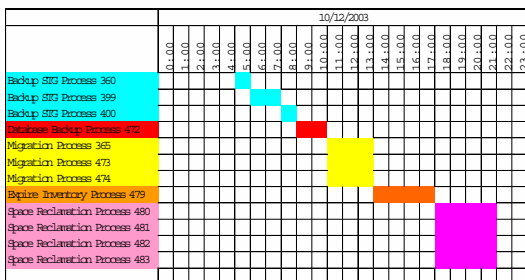 10/12/2003
0:00 1:00 2:00 3:00 4:00 5:00 6:00 7:00 8:00 9:00 10:00 11:00 12:00 13:00 14:00 15:00 16:00 17:00 18:00 19:00 20:00 21:00 22:00 23:00
Backup STG Process 360
Backup STG Process 399
Backup STG Process 400
Database Backup Process 472
Migration Process 365
Migration Process 473
Migration Process 474
Expire Inventory Process 479
Space Reclamation Process 480
Space Reclamation Process 481
Space Reclamation Process 482
Space Reclamation Process 483